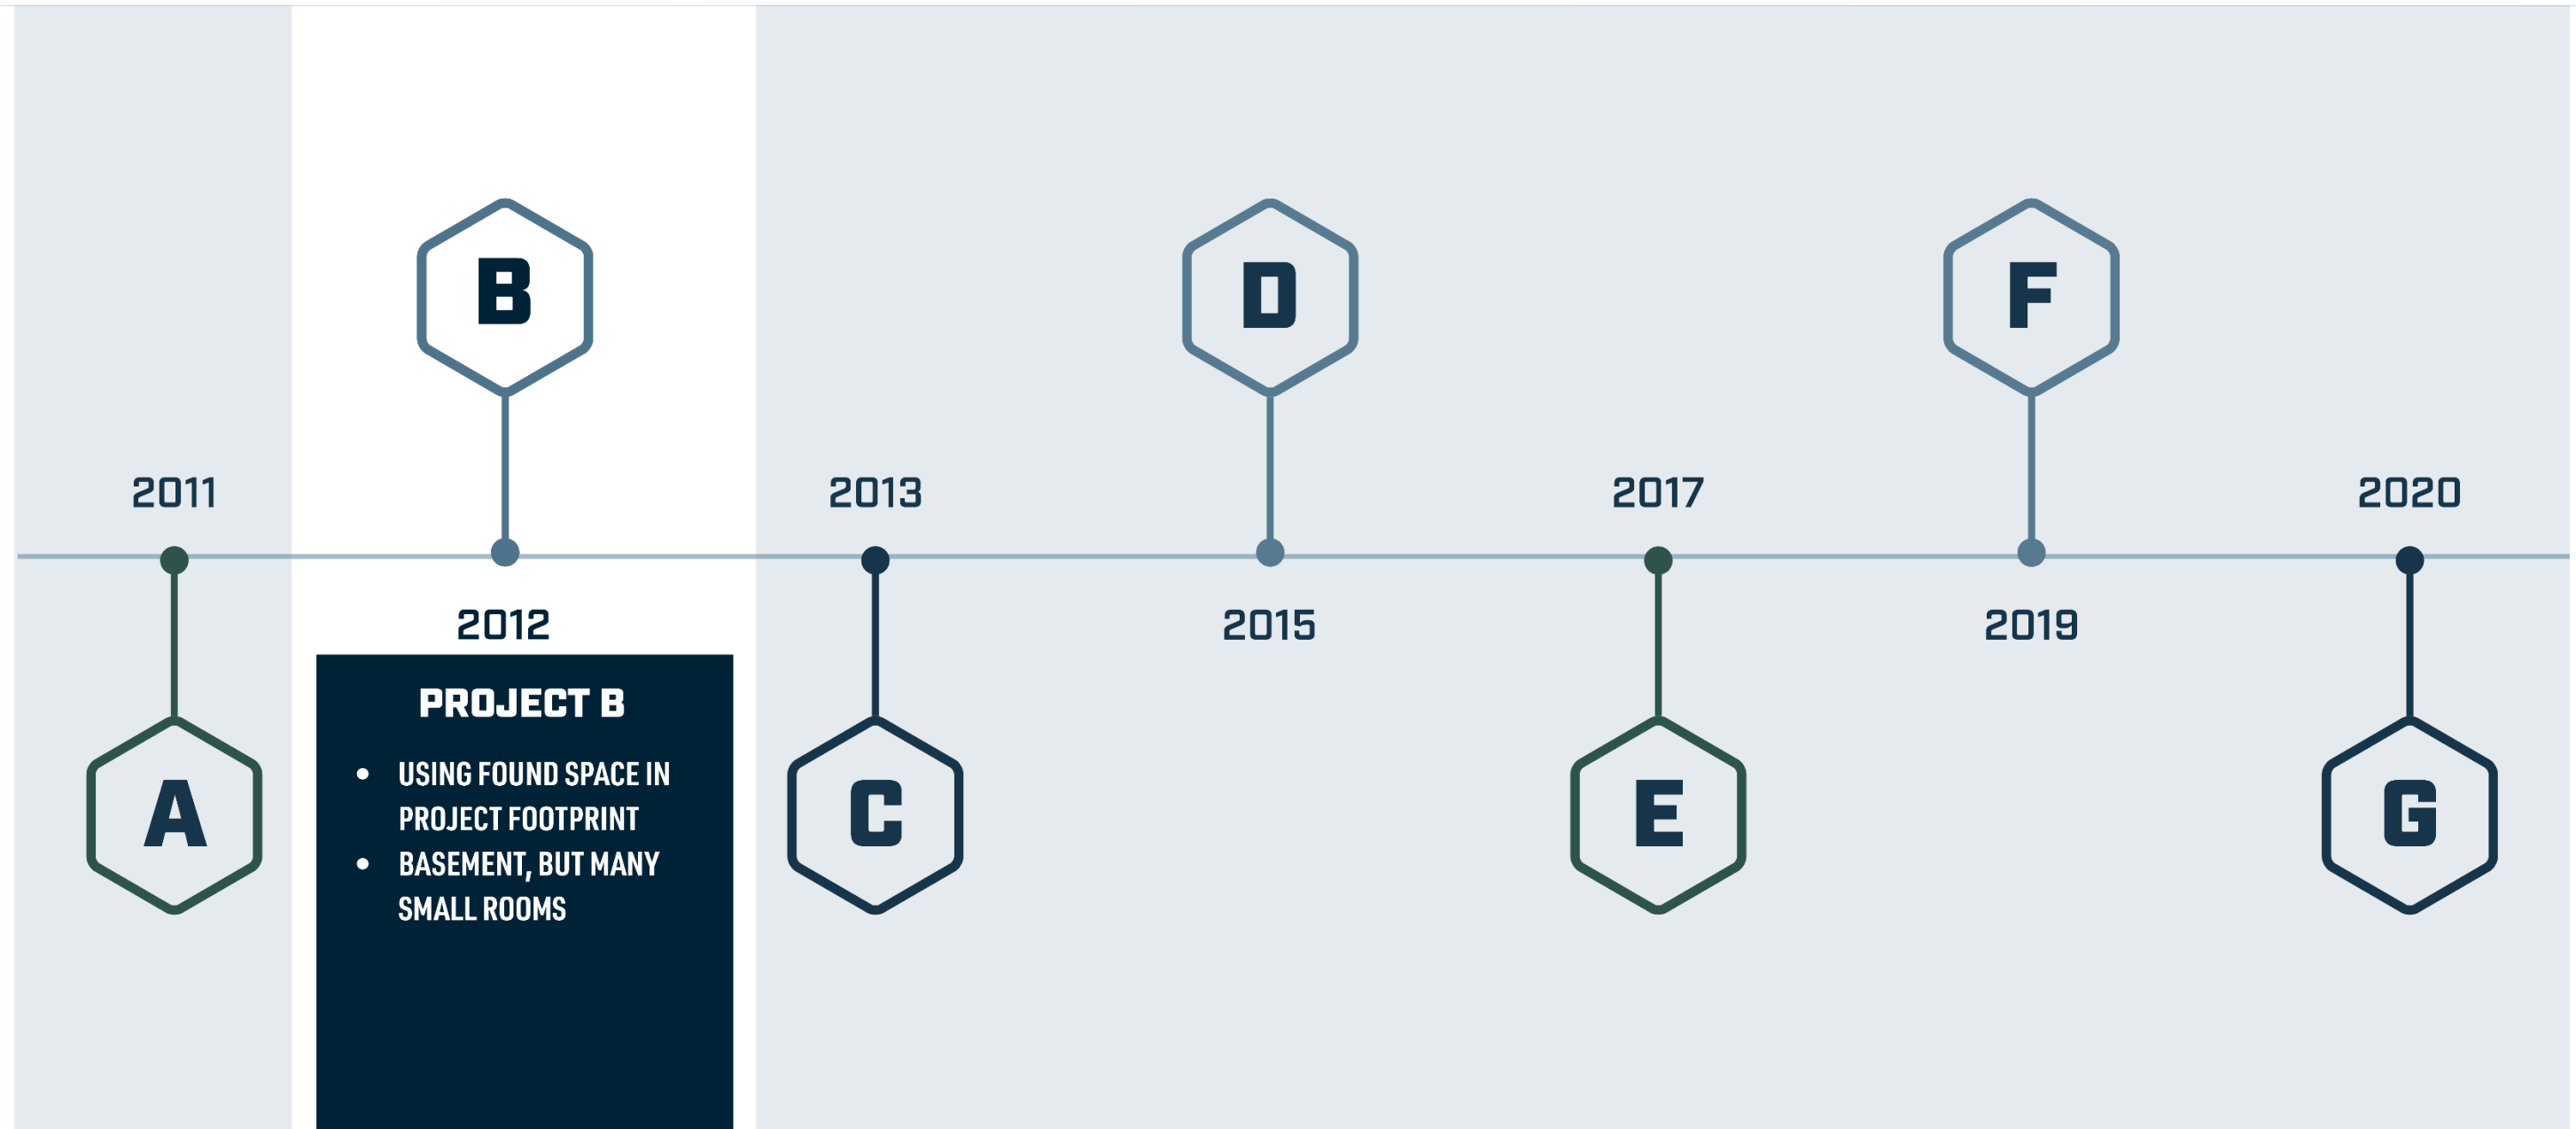 B
D
F
2011
2013
2017
2020
2012
2015
2019
PROJECT B
• USING FOUND SPACE IN
PROJECT FOOTPRINT
• BASEMENT, BUT MANY
SMALL ROOMS
A
C
E
G